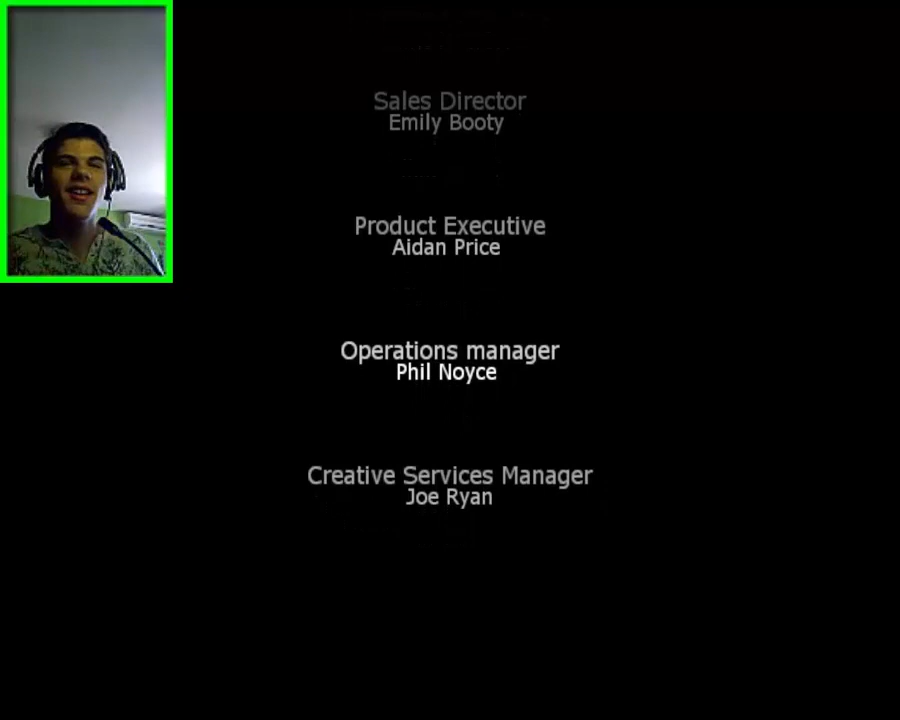 Sales Director
Emily Booty
Product Executive
Aidan Price
Operations manager
Phil Noyce
Creative Services Manager
Joe Ryan